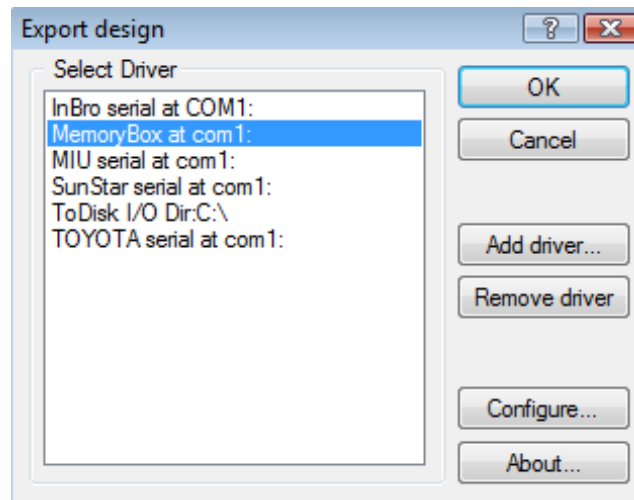 Export design
Select Driver
InBro serial at COM1:
MemoryBox at com1:
MIU serial at com1:
SunStar serial at com1:
ToDisk I/O Dir:C:\
TOYOTA serial at com1:
OK
Cancel
Add driver...
Remove driver
Configure...
About...